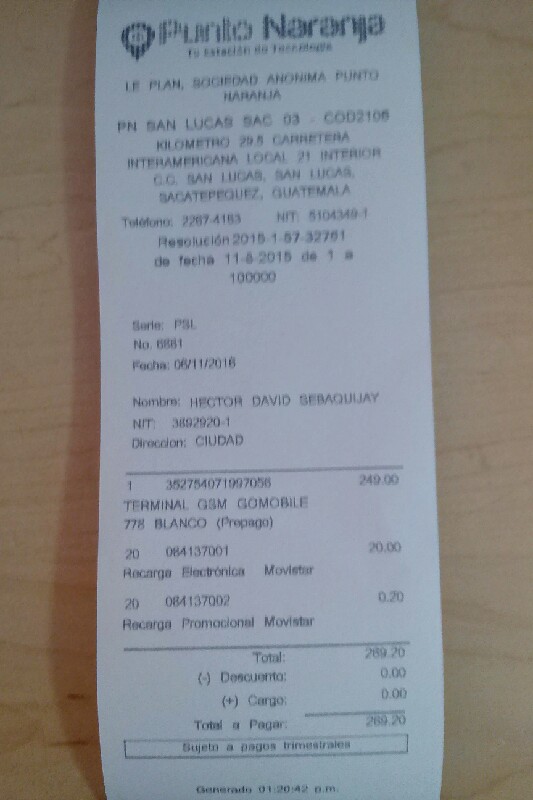 Punto Naranja
Tu Estación de Tecnología
LE PLAN, SOCIEDAD ANONIMA PUNTO
NARANJA
PN SAN LUCAS SAC 03 - COD2106
KILOMETRO 29.5 CARRETERA
INTERAMERICANA LOCAL 21 INTERIOR
C.C. SAN LUCAS, SAN LUCAS,
SACATEPEQUEZ, GUATEMALA
Teléfono: 2267-4183 NIT: 5104349-1
Resolución 2015-1-57-32761
de fecha 11-8-2015 de 1 a
100000
Serie: PSL
No. 6861
Fecha: 06/11/2016
Nombre: HECTOR DAVID SEBAQUIJAY
NIT: 3892920-1
Direccion: CIUDAD
1 352754071997056 249.00
TERMINAL GSM GOMOBILE
778 BLANCO (Prepago)
20 084137001 20.00
Recarga Electrónica Movistar
20 084137002 0.20
Recarga Promocional Movistar
Total: 269.20
(-) Descuento: 0.00
(+) Cargo: 0.00
Total a Pagar: 269.20
Sujeto a pagos trimestrales
Generado 01:20:42 p.m.